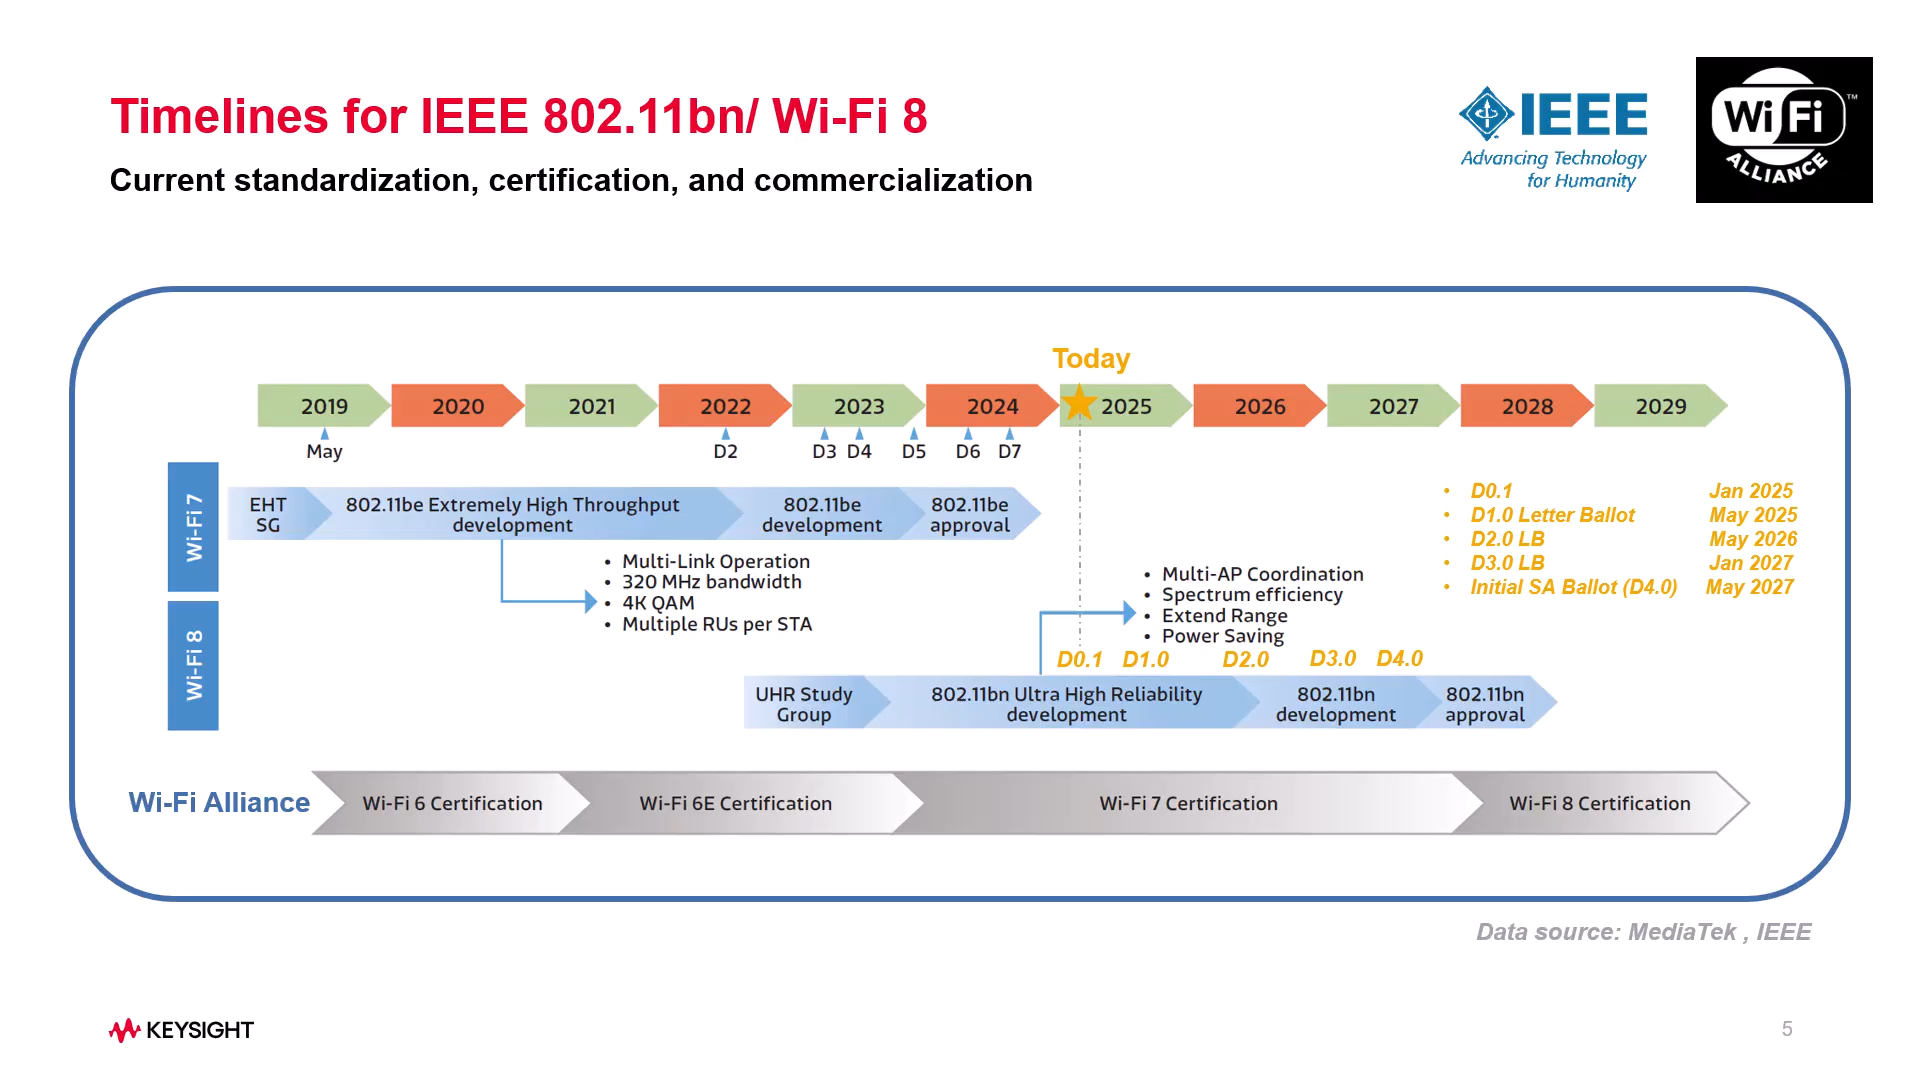 Timelines for IEEE 802.11bn/ Wi-Fi 8
Current standardization, certification, and commercialization
IEEE
Advancing Technology
for Humanity
Wi Fi ™
ALLIANCE
Today
2019 2020 2021 2022 2023 2024 2025 2026 2027 2028 2029
May D2 D3 D4 D5 D6 D7
Wi-Fi 7
EHT
SG
802.11be Extremely High Throughput
development
802.11be
development
802.11be
approval
• Multi-Link Operation
• 320 MHz bandwidth
• 4K QAM
• Multiple RUs per STA
• D0.1 Jan 2025
• D1.0 Letter Ballot May 2025
• D2.0 LB May 2026
• D3.0 LB Jan 2027
• Initial SA Ballot (D4.0) May 2027
Wi-Fi 8
• Multi-AP Coordination
• Spectrum efficiency
• Extend Range
• Power Saving
D0.1 D1.0 D2.0 D3.0 D4.0
UHR Study
Group
802.11bn Ultra High Reliability
development
802.11bn
development
802.11bn
approval
Wi-Fi Alliance
Wi-Fi 6 Certification
Wi-Fi 6E Certification
Wi-Fi 7 Certification
Wi-Fi 8 Certification
Data source: MediaTek , IEEE
KEYSIGHT
5